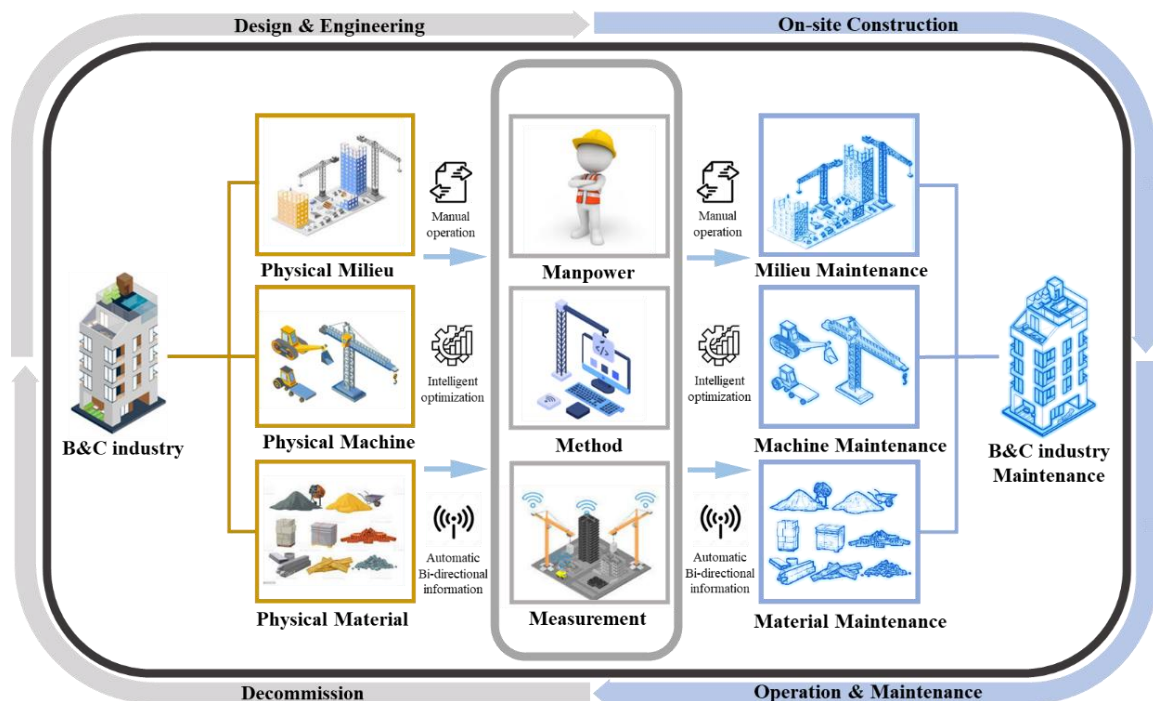 Design & Engineering
On-site Construction
Manual
operation
Manual
operation
Physical Milieu
Manpower
Milieu Maintenance
Intelligent
optimization
Intelligent
optimization
B&C industry
Physical Machine
Method
Machine Maintenance
B&C industry
Maintenance
Automatic
Bi-directional
information
Automatic
Bi-directional
information
Physical Material
Measurement
Material Maintenance
Decommission
Operation & Maintenance